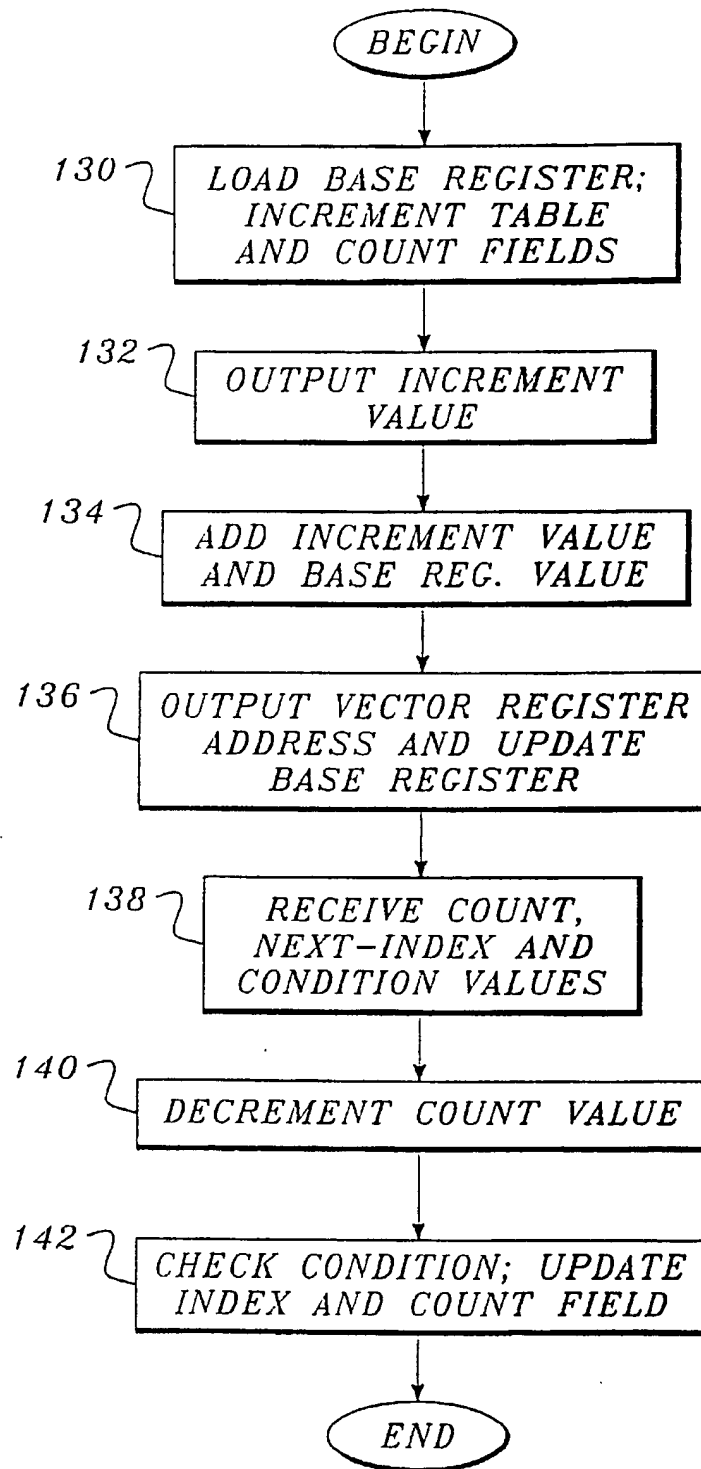 BEGIN
130
LOAD BASE REGISTER;
INCREMENT TABLE
AND COUNT FIELDS
132
OUTPUT INCREMENT
VALUE
134
ADD INCREMENT VALUE
AND BASE REG. VALUE
136
OUTPUT VECTOR REGISTER
ADDRESS AND UPDATE
BASE REGISTER
138
RECEIVE COUNT,
NEXT-INDEX AND
CONDITION VALUES
140
DECREMENT COUNT VALUE
142
CHECK CONDITION; UPDATE
INDEX AND COUNT FIELD
END